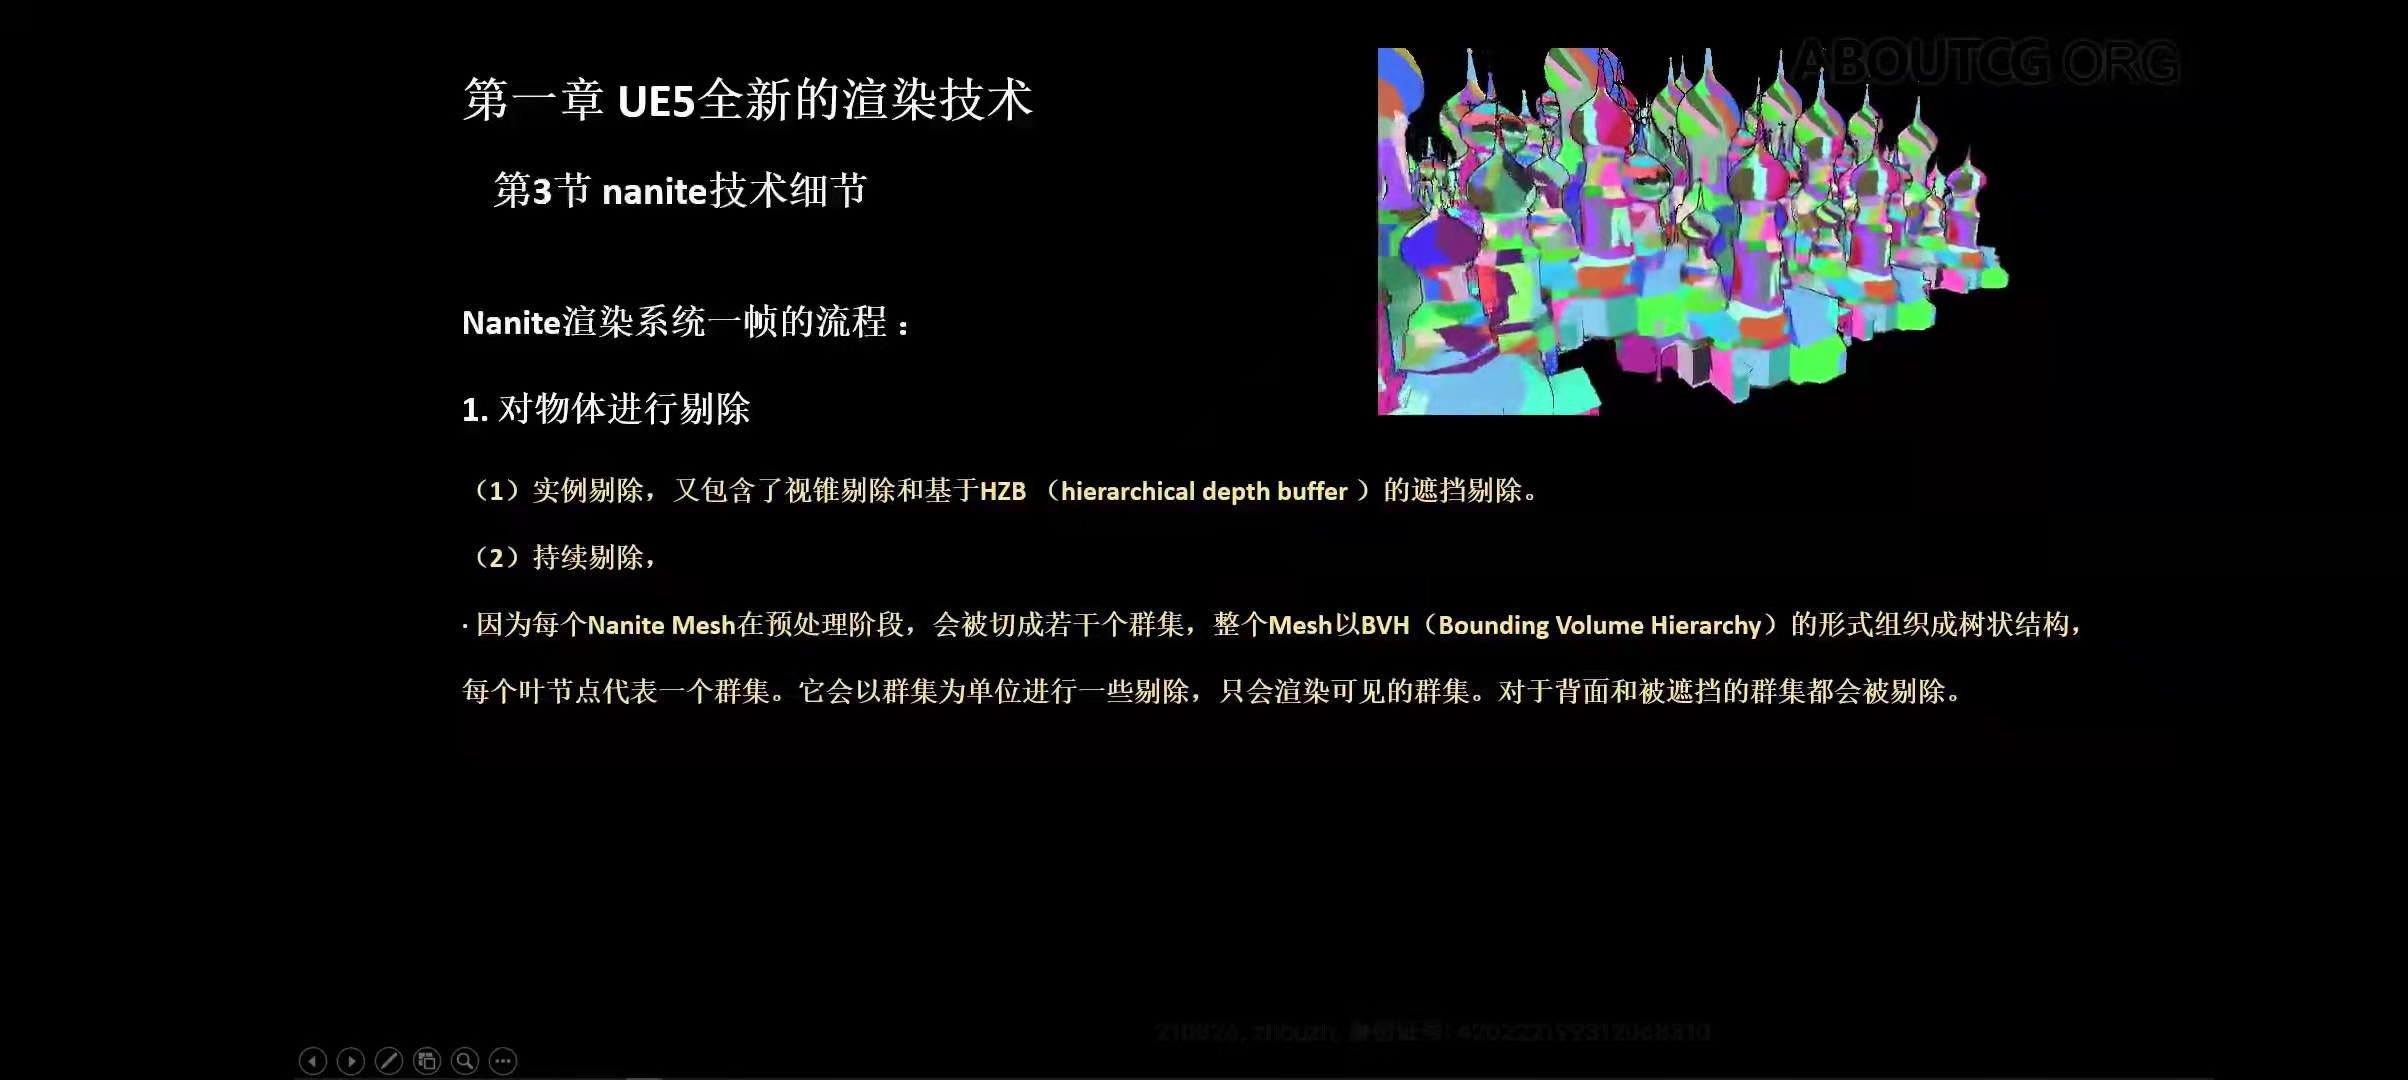 ABOUTCG ORG
第一章 UE5全新的渲染技术
第3节 nanite技术细节
Nanite渲染系统一帧的流程：
1. 对物体进行剔除
（1）实例剔除，又包含了视锥剔除和基于HZB （hierarchical depth buffer ）的遮挡剔除。
（2）持续剔除，
· 因为每个Nanite Mesh在预处理阶段，会被切成若干个群集，整个Mesh以BVH（Bounding Volume Hierarchy）的形式组织成树状结构，
每个叶节点代表一个群集。它会以群集为单位进行一些剔除，只会渲染可见的群集。对于背面和被遮挡的群集都会被剔除。